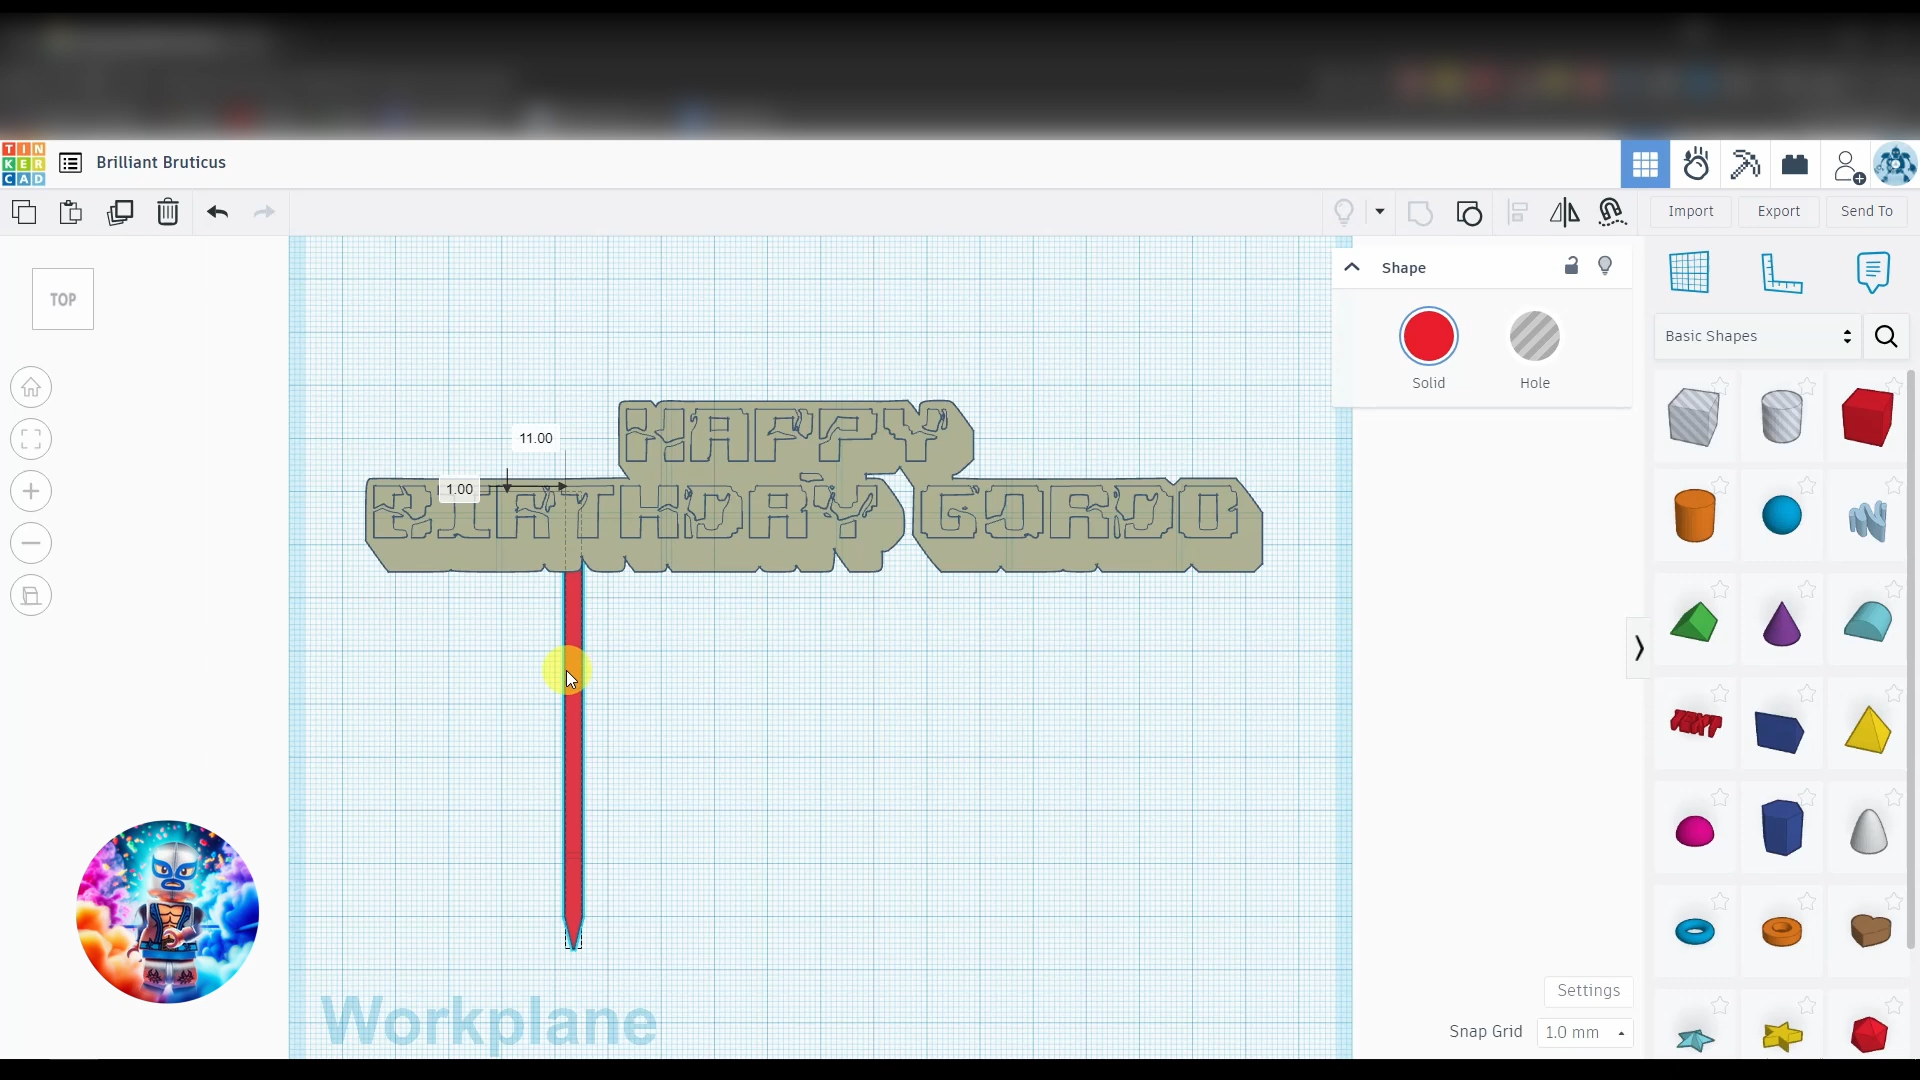 TIN
KER
CAD
Brilliant Bruticus
Import
Export
Send To
TOP
Shape
Solid
Hole
Basic Shapes
11.00
1.00
HAPPY
BIRTHDAY GORDO
TEXT
Workplane
Settings
Snap Grid
1.0 mm